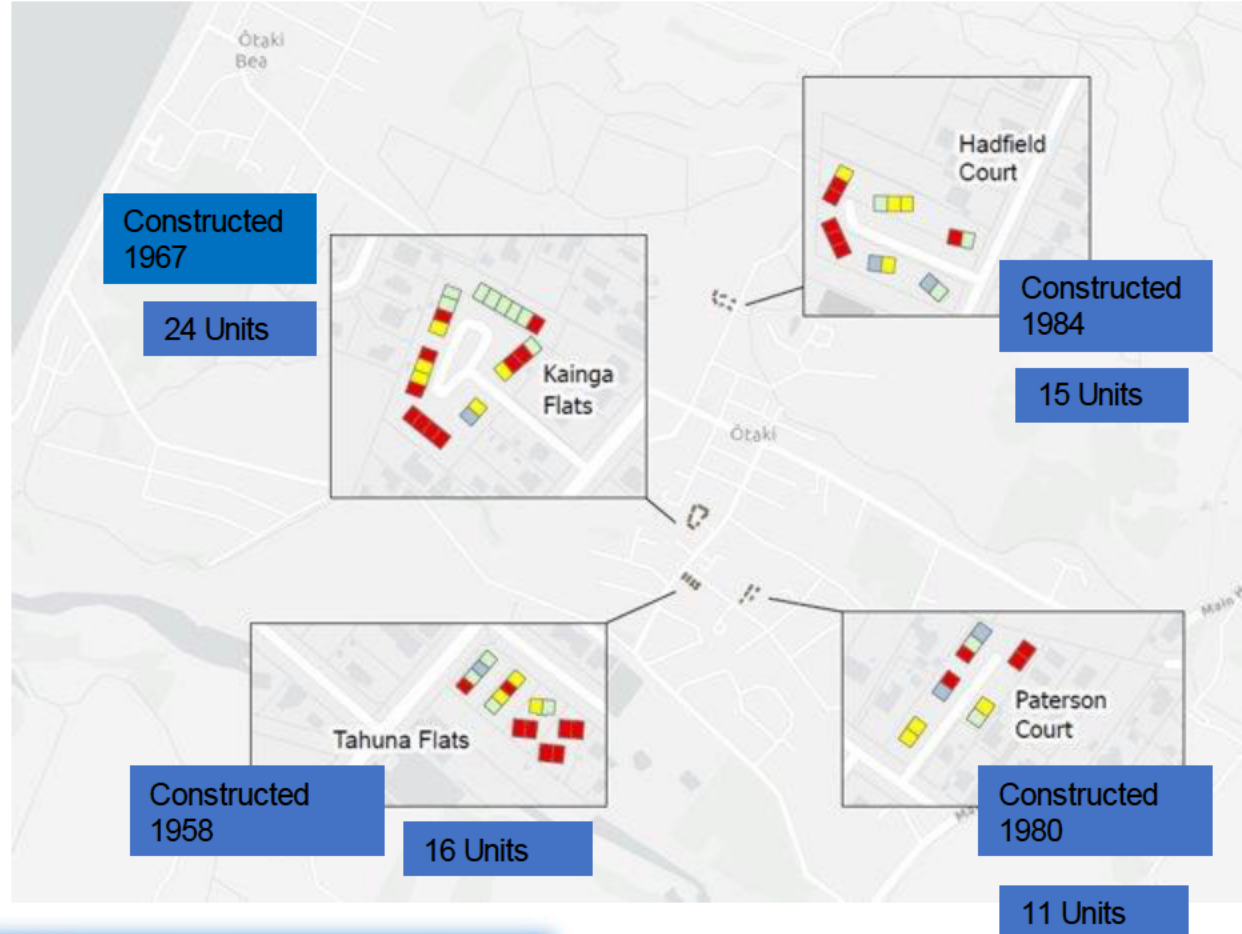 Ōtaki
Bea
Hadfield
Court
Constructed
1967
24 Units
Constructed
1984
15 Units
Kainga
Flats
Ōtaki
Main
Tahuna Flats
Paterson
Court
Constructed
1958
16 Units
Constructed
1980
11 Units